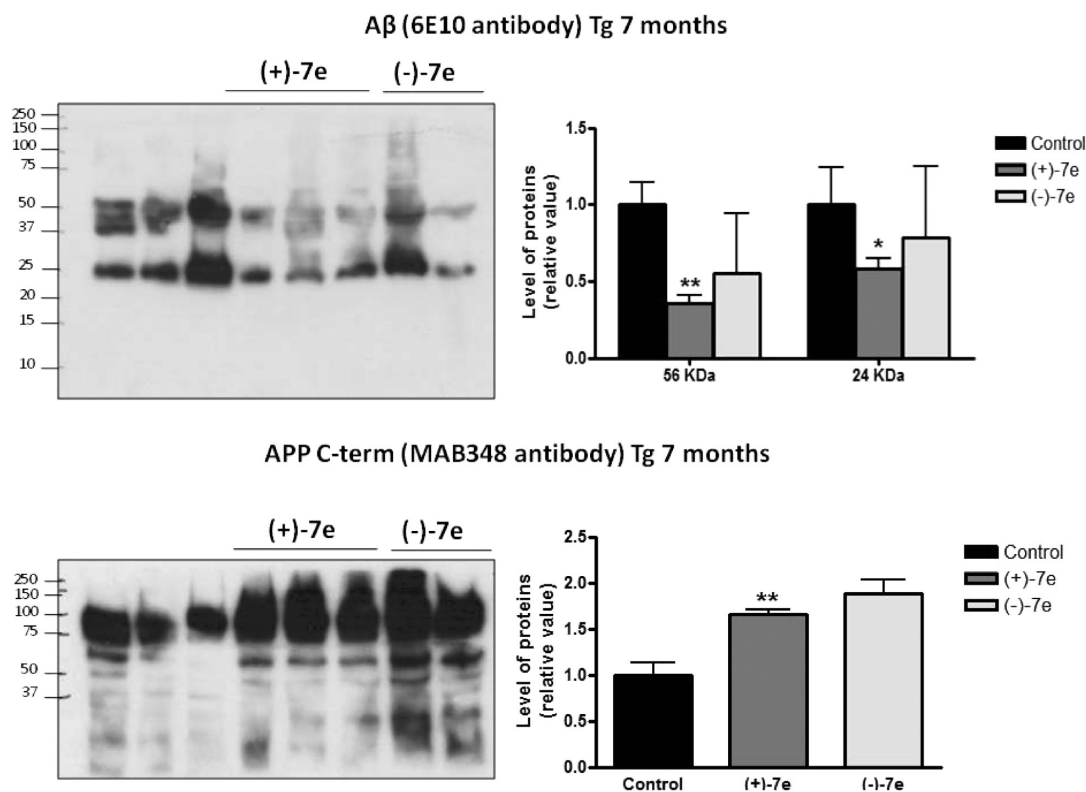 Aβ (6E10 antibody) Tg 7 months
(+)-7e
(-)-7e
250
150
100
75
50
37
25
20
15
10
Level of proteins
(relative value)
1.5
1.0
0.5
0.0
**
*
56 KDa
24 KDa
Control
(+)-7e
(-)-7e
APP C-term (MAB348 antibody) Tg 7 months
(+)-7e
(-)-7e
250
150
100
75
50
37
Level of proteins
(relative value)
2.5
2.0
1.5
1.0
0.5
0.0
**
Control
(+)-7e
(-)-7e
Control
(+)-7e
(-)-7e